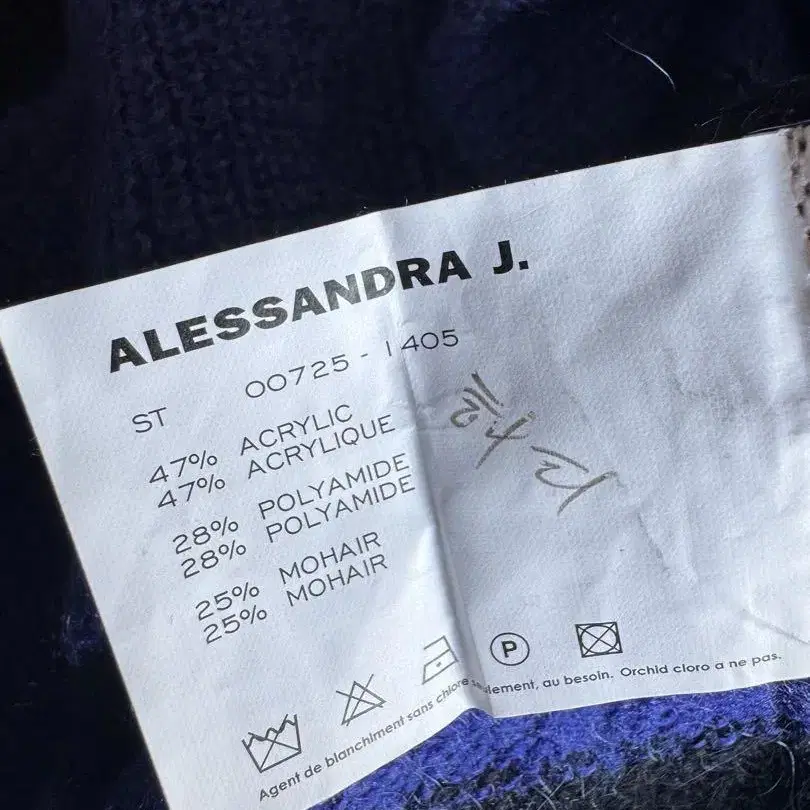 ALESSANDRA J.
ST 00725 - 1405
47% ACRYLIC
47% ACRYLIQUE
28% POLYAMIDE
28% POLYAMIDE
25% MOHAIR
25% MOHAIR
P
Agent de blanchlment sans chlore seulement, au besoin. Orchid cloro a ne pas.